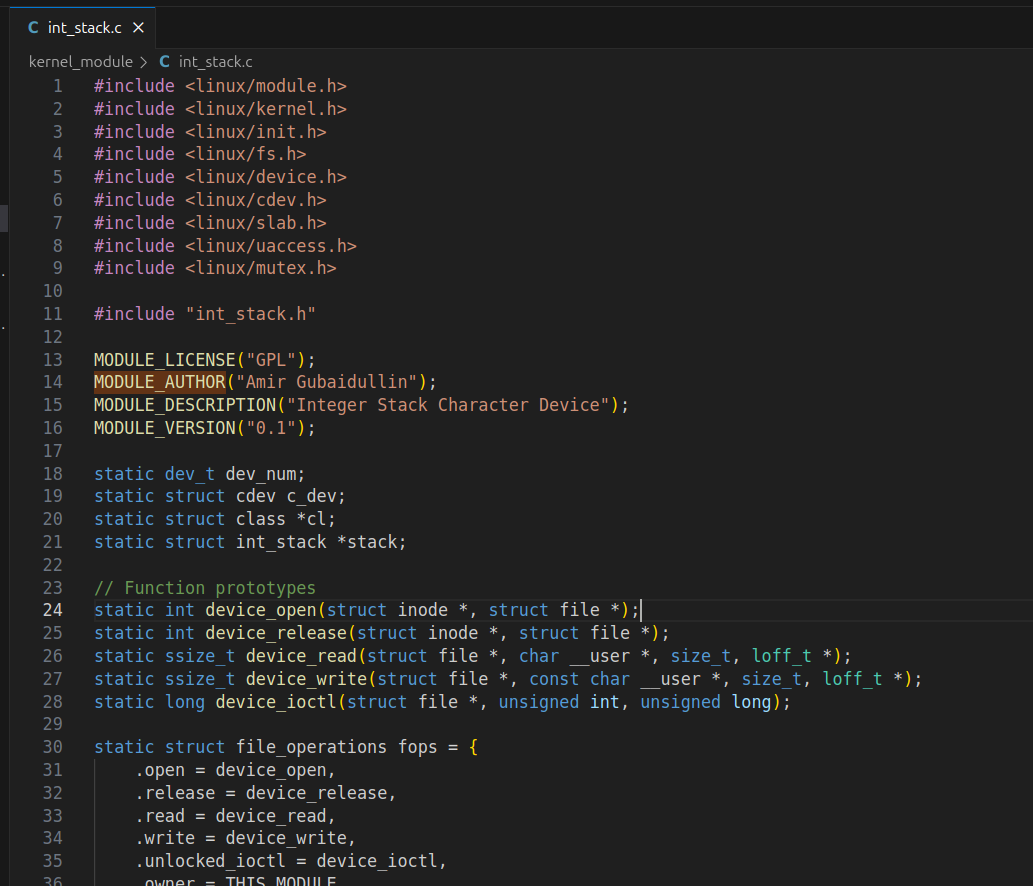 C int_stack.c ×
kernel_module > C int_stack.c
1 #include <linux/module.h>
2 #include <linux/kernel.h>
3 #include <linux/init.h>
4 #include <linux/fs.h>
5 #include <linux/device.h>
6 #include <linux/cdev.h>
7 #include <linux/slab.h>
8 #include <linux/uaccess.h>
9 #include <linux/mutex.h>
10
11 #include "int_stack.h"
12
13 MODULE_LICENSE("GPL");
14 MODULE_AUTHOR("Amir Gubaidullin");
15 MODULE_DESCRIPTION("Integer Stack Character Device");
16 MODULE_VERSION("0.1");
17
18 static dev_t dev_num;
19 static struct cdev c_dev;
20 static struct class *cl;
21 static struct int_stack *stack;
22
23 // Function prototypes
24 static int device_open(struct inode *, struct file *);
25 static int device_release(struct inode *, struct file *);
26 static ssize_t device_read(struct file *, char __user *, size_t, loff_t *);
27 static ssize_t device_write(struct file *, const char __user *, size_t, loff_t *);
28 static long device_ioctl(struct file *, unsigned int, unsigned long);
29
30 static struct file_operations fops = {
31 .open = device_open,
32 .release = device_release,
33 .read = device_read,
34 .write = device_write,
35 .unlocked_ioctl = device_ioctl,
36 .owner = THIS_MODULE